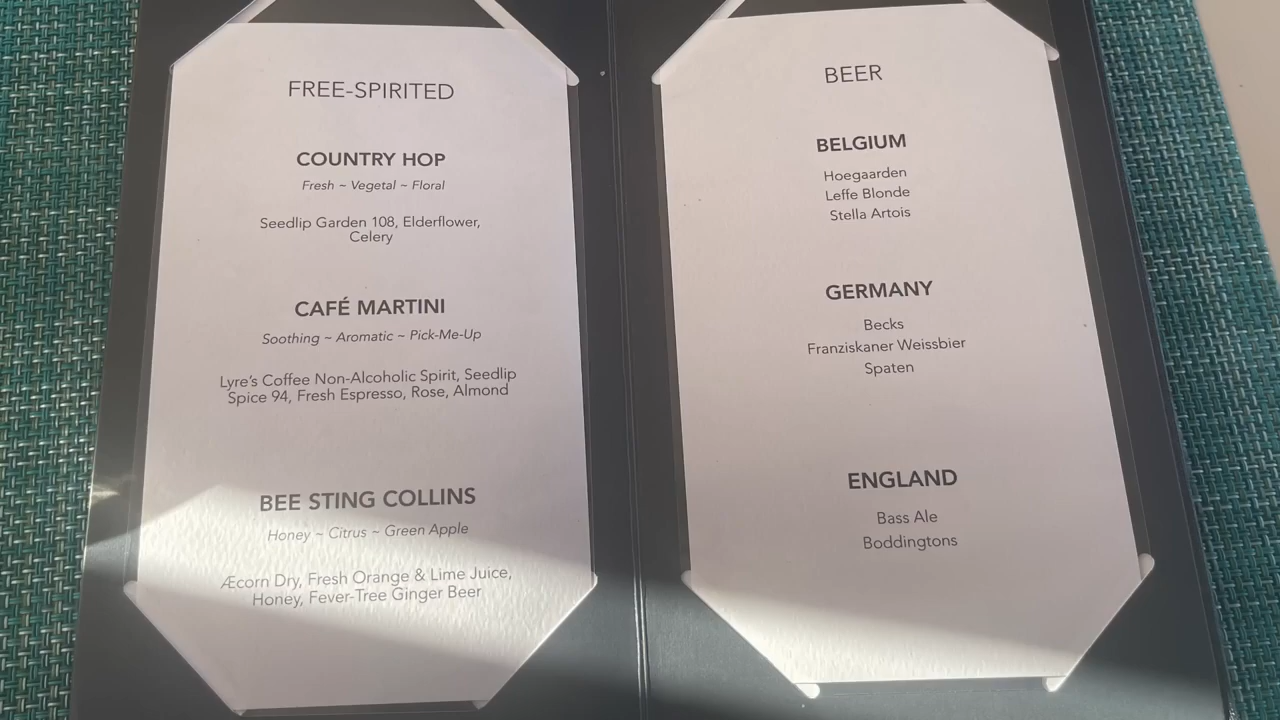 FREE-SPIRITED
COUNTRY HOP
Fresh ~ Vegetal ~ Floral
Seedlip Garden 108, Elderflower,
Celery
CAFÉ MARTINI
Soothing ~ Aromatic ~ Pick-Me-Up
Lyre's Coffee Non-Alcoholic Spirit, Seedlip
Spice 94, Fresh Espresso, Rose, Almond
BEE STING COLLINS
Honey ~ Citrus ~ Green Apple
Æcorn Dry, Fresh Orange & Lime Juice,
Honey, Fever-Tree Ginger Beer
BEER
BELGIUM
Hoegaarden
Leffe Blonde
Stella Artois
GERMANY
Becks
Franziskaner Weissbier
Spaten
ENGLAND
Bass Ale
Boddingtons